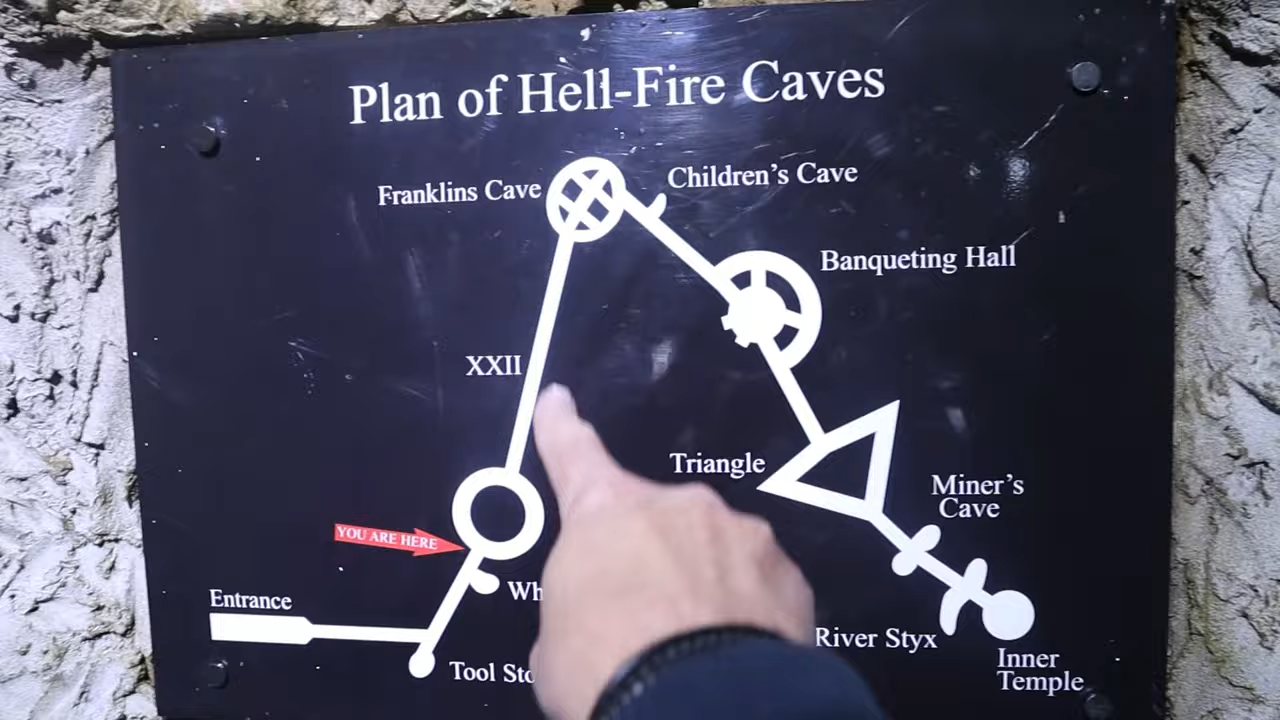 Plan of Hell-Fire Caves
Franklins Cave
Children's Cave
Banqueting Hall
XXII
Triangle
Miner's
Cave
YOU ARE HERE
Entrance
Tool
River Styx
Inner
Temple